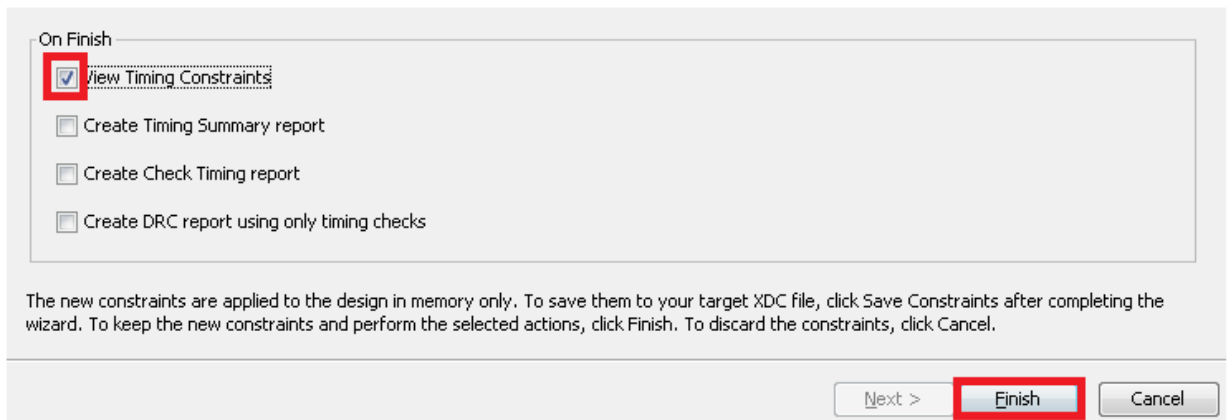 On Finish
View Timing Constraints
Create Timing Summary report
Create Check Timing report
Create DRC report using only timing checks
The new constraints are applied to the design in memory only. To save them to your target XDC file, click Save Constraints after completing the
wizard. To keep the new constraints and perform the selected actions, click Finish. To discard the constraints, click Cancel.
Next > Finish Cancel